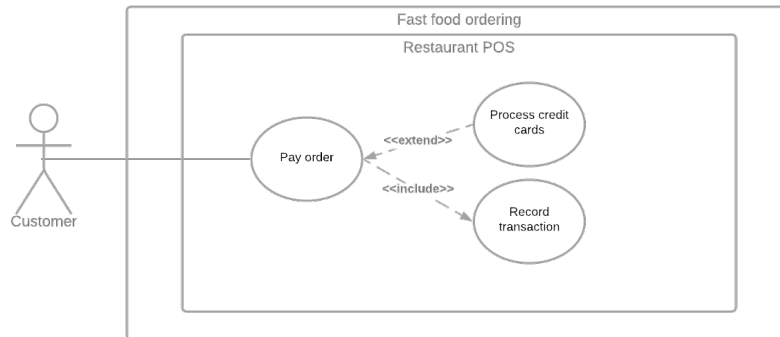 Fast food ordering
Restaurant POS
Process credit
cards
<<extend>>
Pay order
<<include>>
Record
transaction
Customer